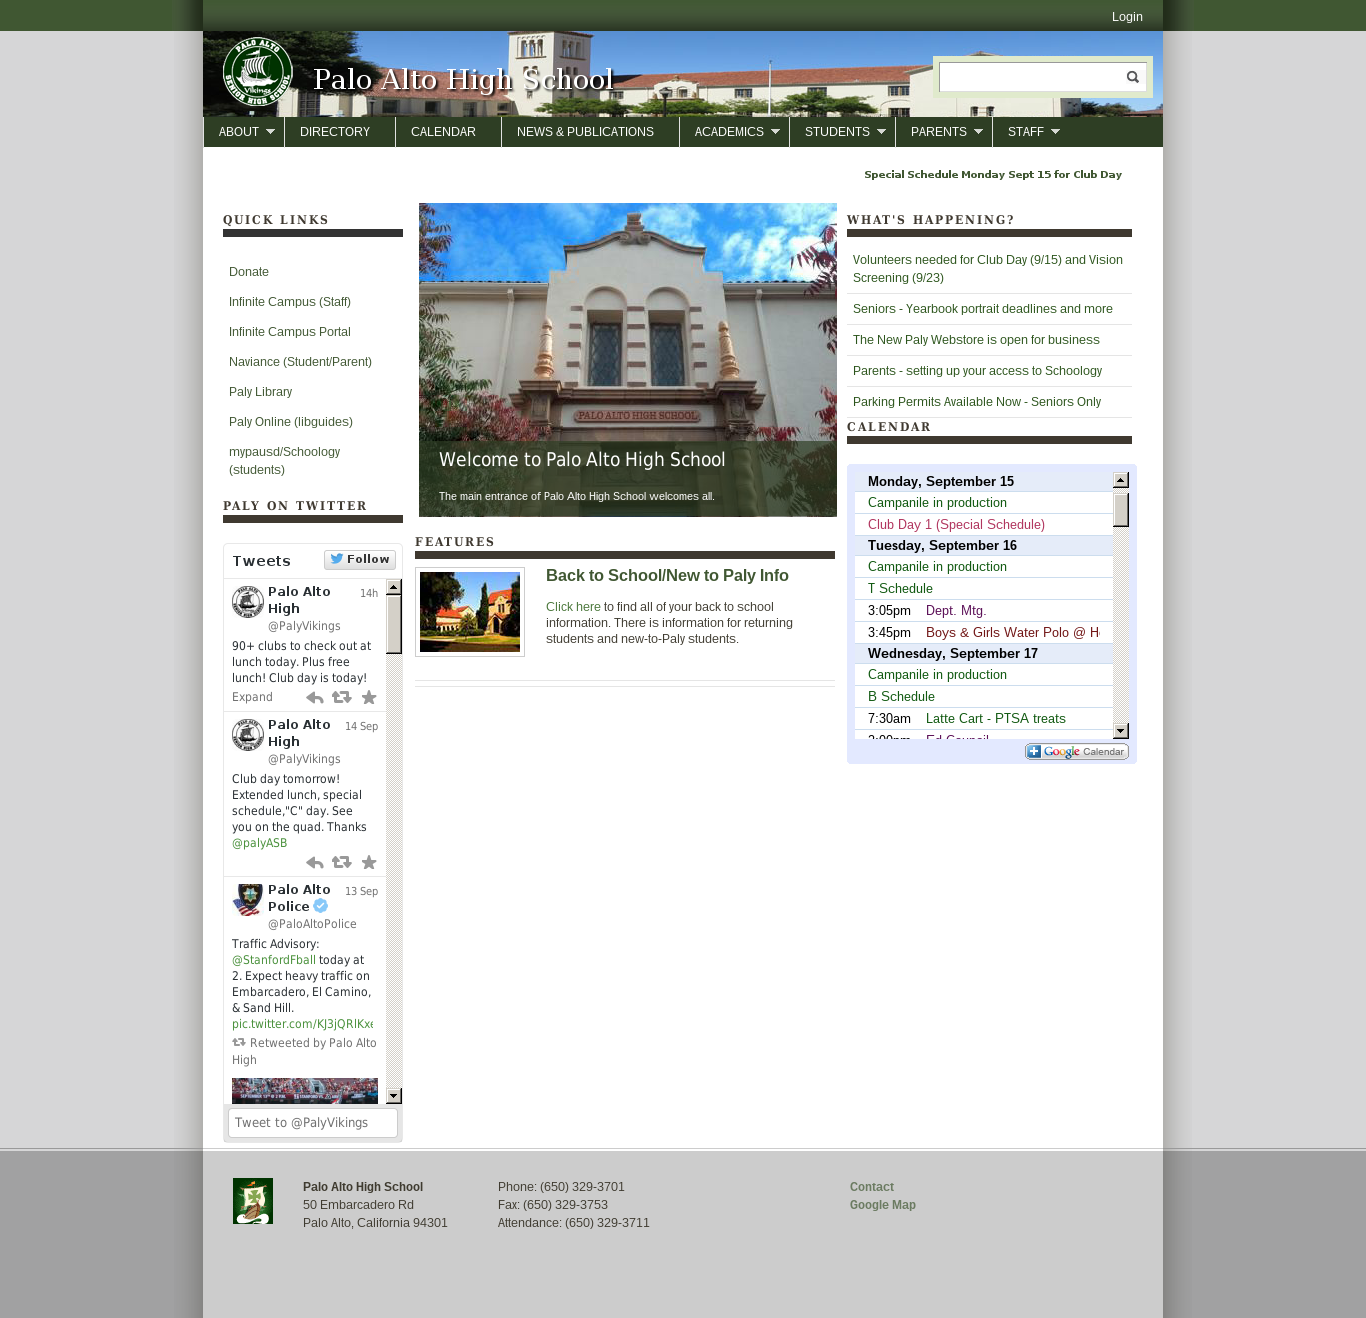 Login
PALO ALTO
SENIOR HIGH SCHOOL
Vikings
Palo Alto High School
ABOUT
DIRECTORY
CALENDAR
NEWS & PUBLICATIONS
ACADEMICS
STUDENTS
PARENTS
STAFF
Special Schedule Monday Sept 15 for Club Day
QUICK LINKS
Donate
Infinite Campus (Staff)
Infinite Campus Portal
Naviance (Student/Parent)
Paly Library
Paly Online (libguides)
mypausd/Schoology
(students)
PALY ON TWITTER
Tweets
Follow
Palo Alto
High
14h
@PalyVikings
90+ clubs to check out at
lunch today. Plus free
lunch! Club day is today!
Expand
Palo Alto
High
14 Sep
@PalyVikings
Club day tomorrow!
Extended lunch, special
schedule,"C" day. See
you on the quad. Thanks
@palyASB
Palo Alto
Police
13 Sep
@PaloAltoPolice
Traffic Advisory:
@StanfordFball today at
2. Expect heavy traffic on
Embarcadero, El Camino,
& Sand Hill.
pic.twitter.com/KJ3jQRlKxe
Retweeted by Palo Alto
High
Tweet to @PalyVikings
PALO ALTO HIGH SCHOOL
Welcome to Palo Alto High School
The main entrance of Palo Alto High School welcomes all.
FEATURES
Back to School/New to Paly Info
Click here to find all of your back to school
information. There is information for returning
students and new-to-Paly students.
WHAT'S HAPPENING?
Volunteers needed for Club Day (9/15) and Vision
Screening (9/23)
Seniors - Yearbook portrait deadlines and more
The New Paly Webstore is open for business
Parents - setting up your access to Schoology
Parking Permits Available Now - Seniors Only
CALENDAR
Monday, September 15
Campanile in production
Club Day 1 (Special Schedule)
Tuesday, September 16
Campanile in production
T Schedule
3:05pm Dept. Mtg.
3:45pm Boys & Girls Water Polo @ Ho
Wednesday, September 17
Campanile in production
B Schedule
7:30am Latte Cart - PTSA treats
3:00pm Ed Council
Google Calendar
Palo Alto High School
50 Embarcadero Rd
Palo Alto, California 94301
Phone: (650) 329-3701
Fax: (650) 329-3753
Attendance: (650) 329-3711
Contact
Google Map